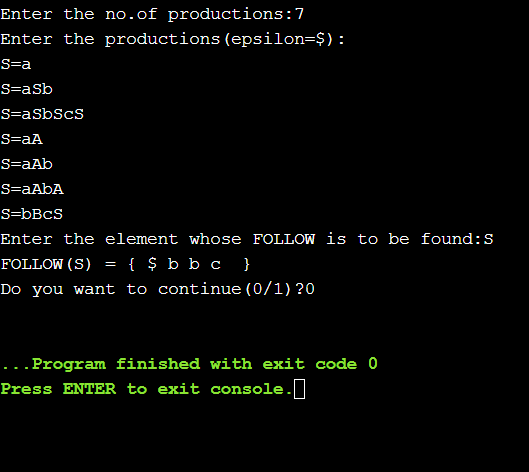 Enter the no.of productions:7
Enter the productions(epsilon=$):
S=a
S=aSb
S=aSbScS
S=aA
S=aAb
S=aAbA
S=bBcS
Enter the element whose FOLLOW is to be found:S
FOLLOW(S) = { $ b b c  }
Do you want to continue(0/1)?0
...Program finished with exit code 0
Press ENTER to exit console.